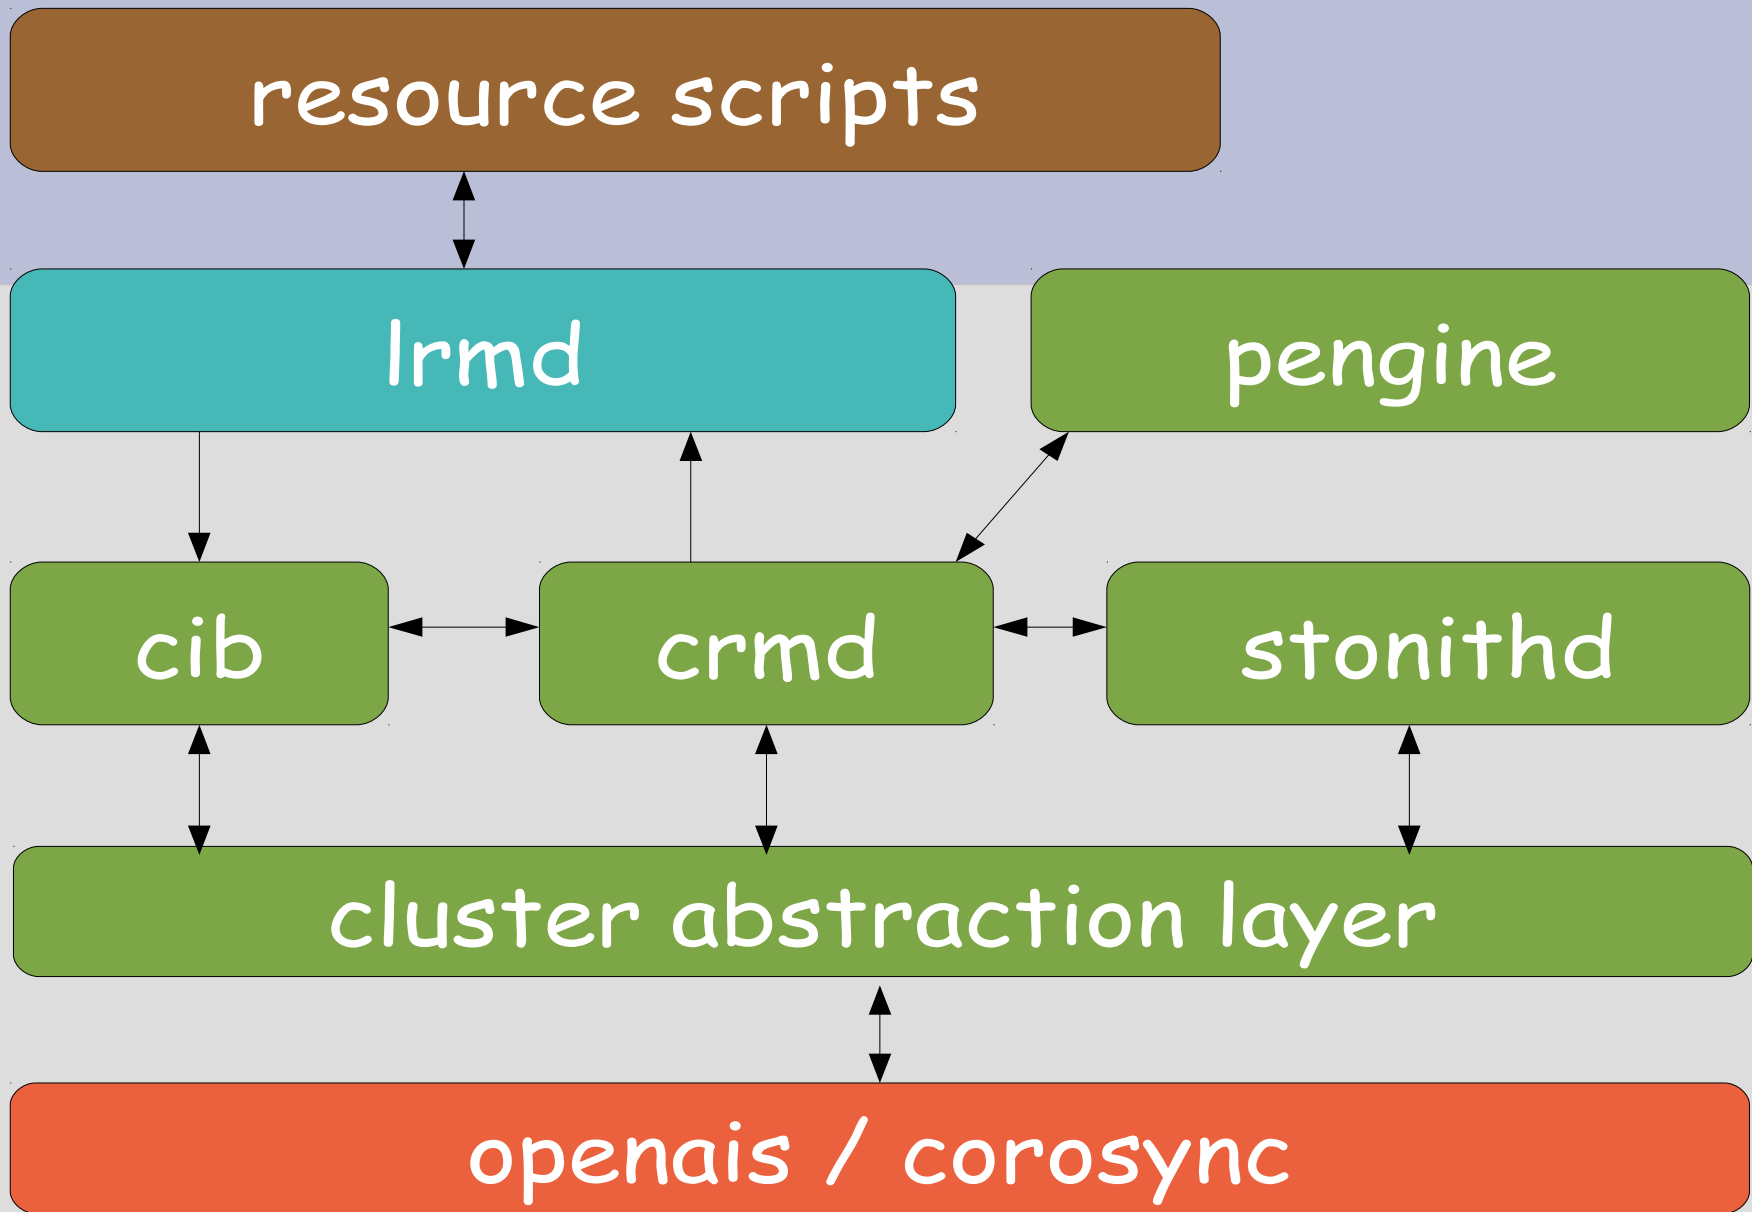 resource scripts
lrmd
pengine
cib
crmd
stonithd
cluster abstraction layer
openais / corosync